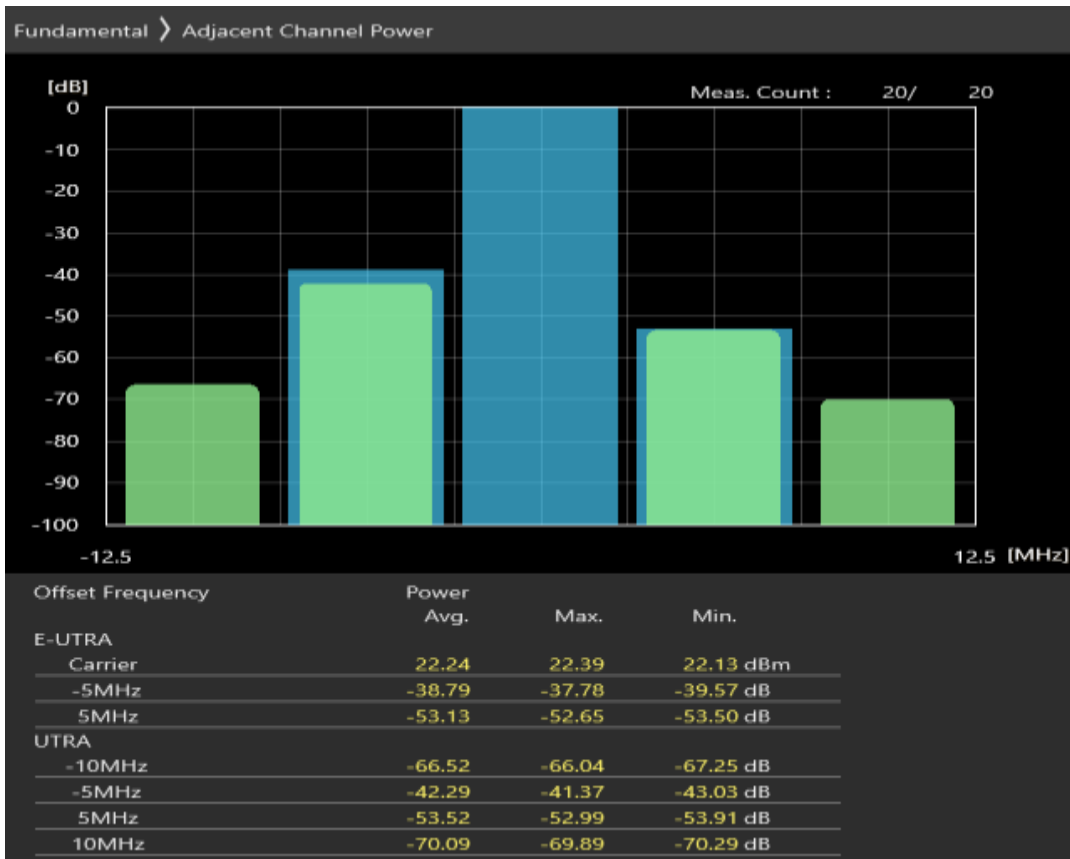 Fundamental ❯ Adjacent Channel Power
[dB]
Meas. Count : 20/ 20
0
-10
-20
-30
-40
-50
-60
-70
-80
-90
-100
-12.5 12.5 [MHz]
Offset Frequency Power
Avg. Max. Min.
E-UTRA
Carrier 22.24 22.39 22.13 dBm
-5MHz -38.79 -37.78 -39.57 dB
5MHz -53.13 -52.65 -53.50 dB
UTRA
-10MHz -66.52 -66.04 -67.25 dB
-5MHz -42.29 -41.37 -43.03 dB
5MHz -53.52 -52.99 -53.91 dB
10MHz -70.09 -69.89 -70.29 dB